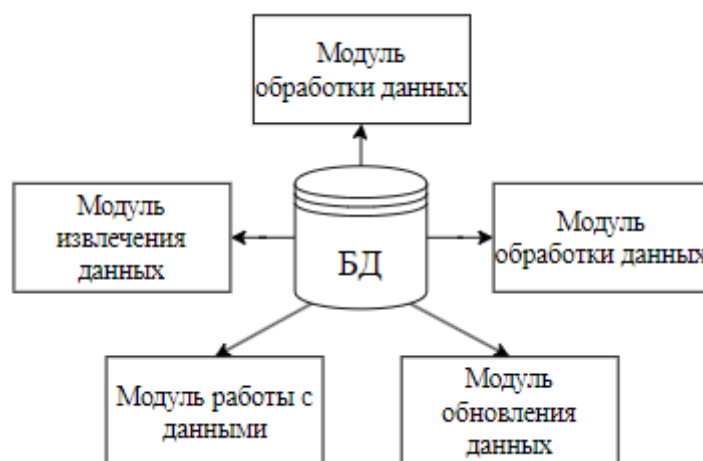 Модуль
обработки данных
Модуль
извлечения
данных
БД
Модуль
обработки данных
Модуль работы с
данными
Модуль
обновления
данных